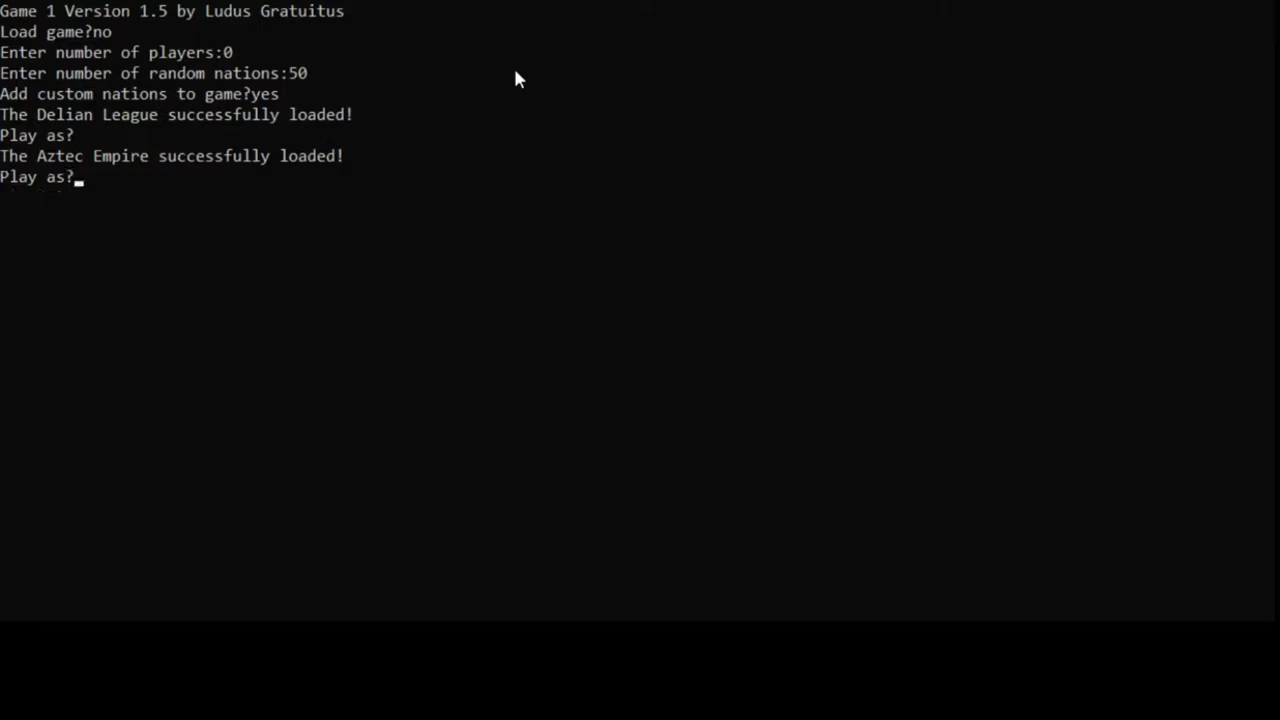 Game 1 Version 1.5 by Ludus Gratuitus
Load game?no
Enter number of players:0
Enter number of random nations:50
Add custom nations to game?yes
The Delian League successfully loaded!
Play as?
The Aztec Empire successfully loaded!
Play as?